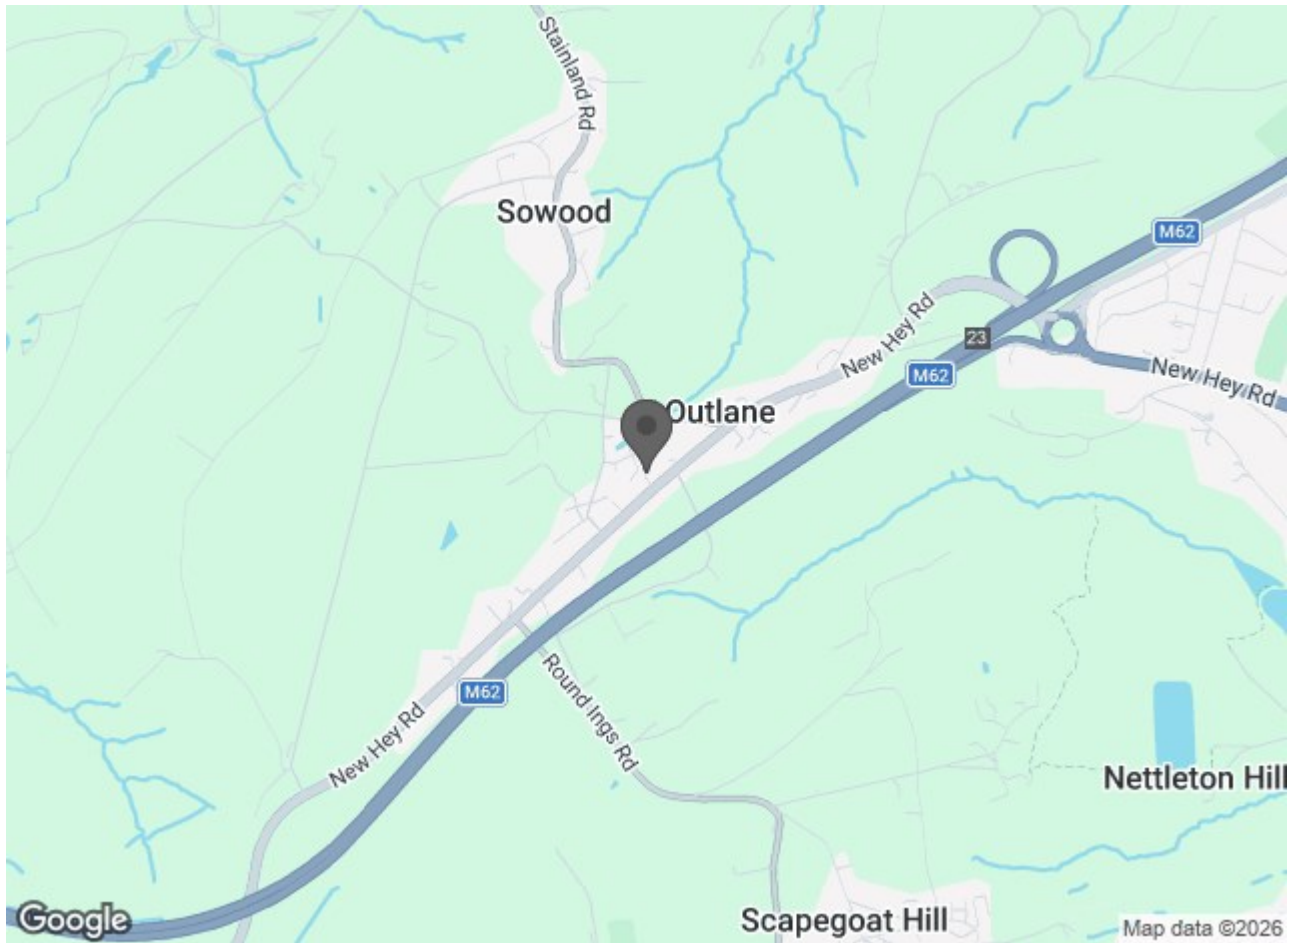 Stainland Rd
Sowood
M62
New Hey Rd
23
M62
New Hey Rd
Outlane
Round Ings Rd
M62
New Hey Rd
Nettleton Hill
Scapegoat Hill
Google
Map data ©2026